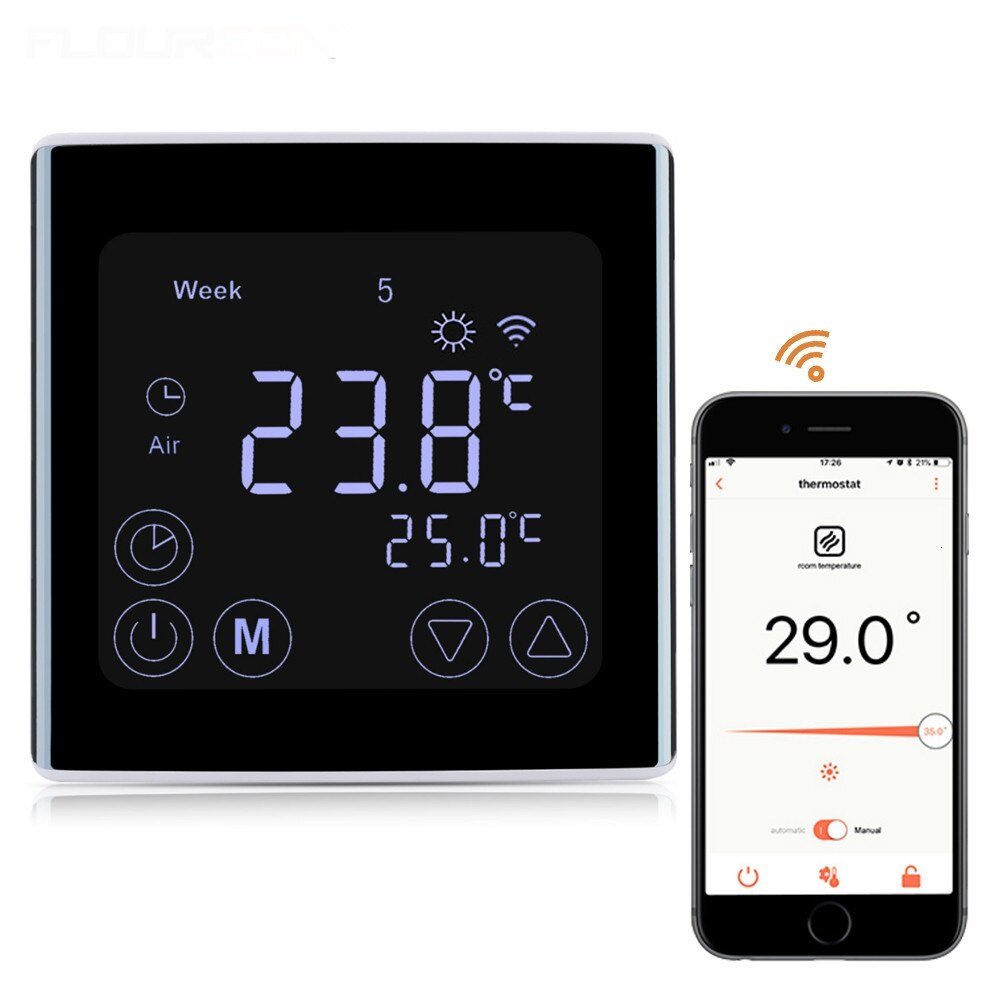 FLOUREON
Week 5
23.8°C
Air
25.0°C
M
17:26 21%
thermostat
room temperature
29.0°
35.0°
automatic Manual